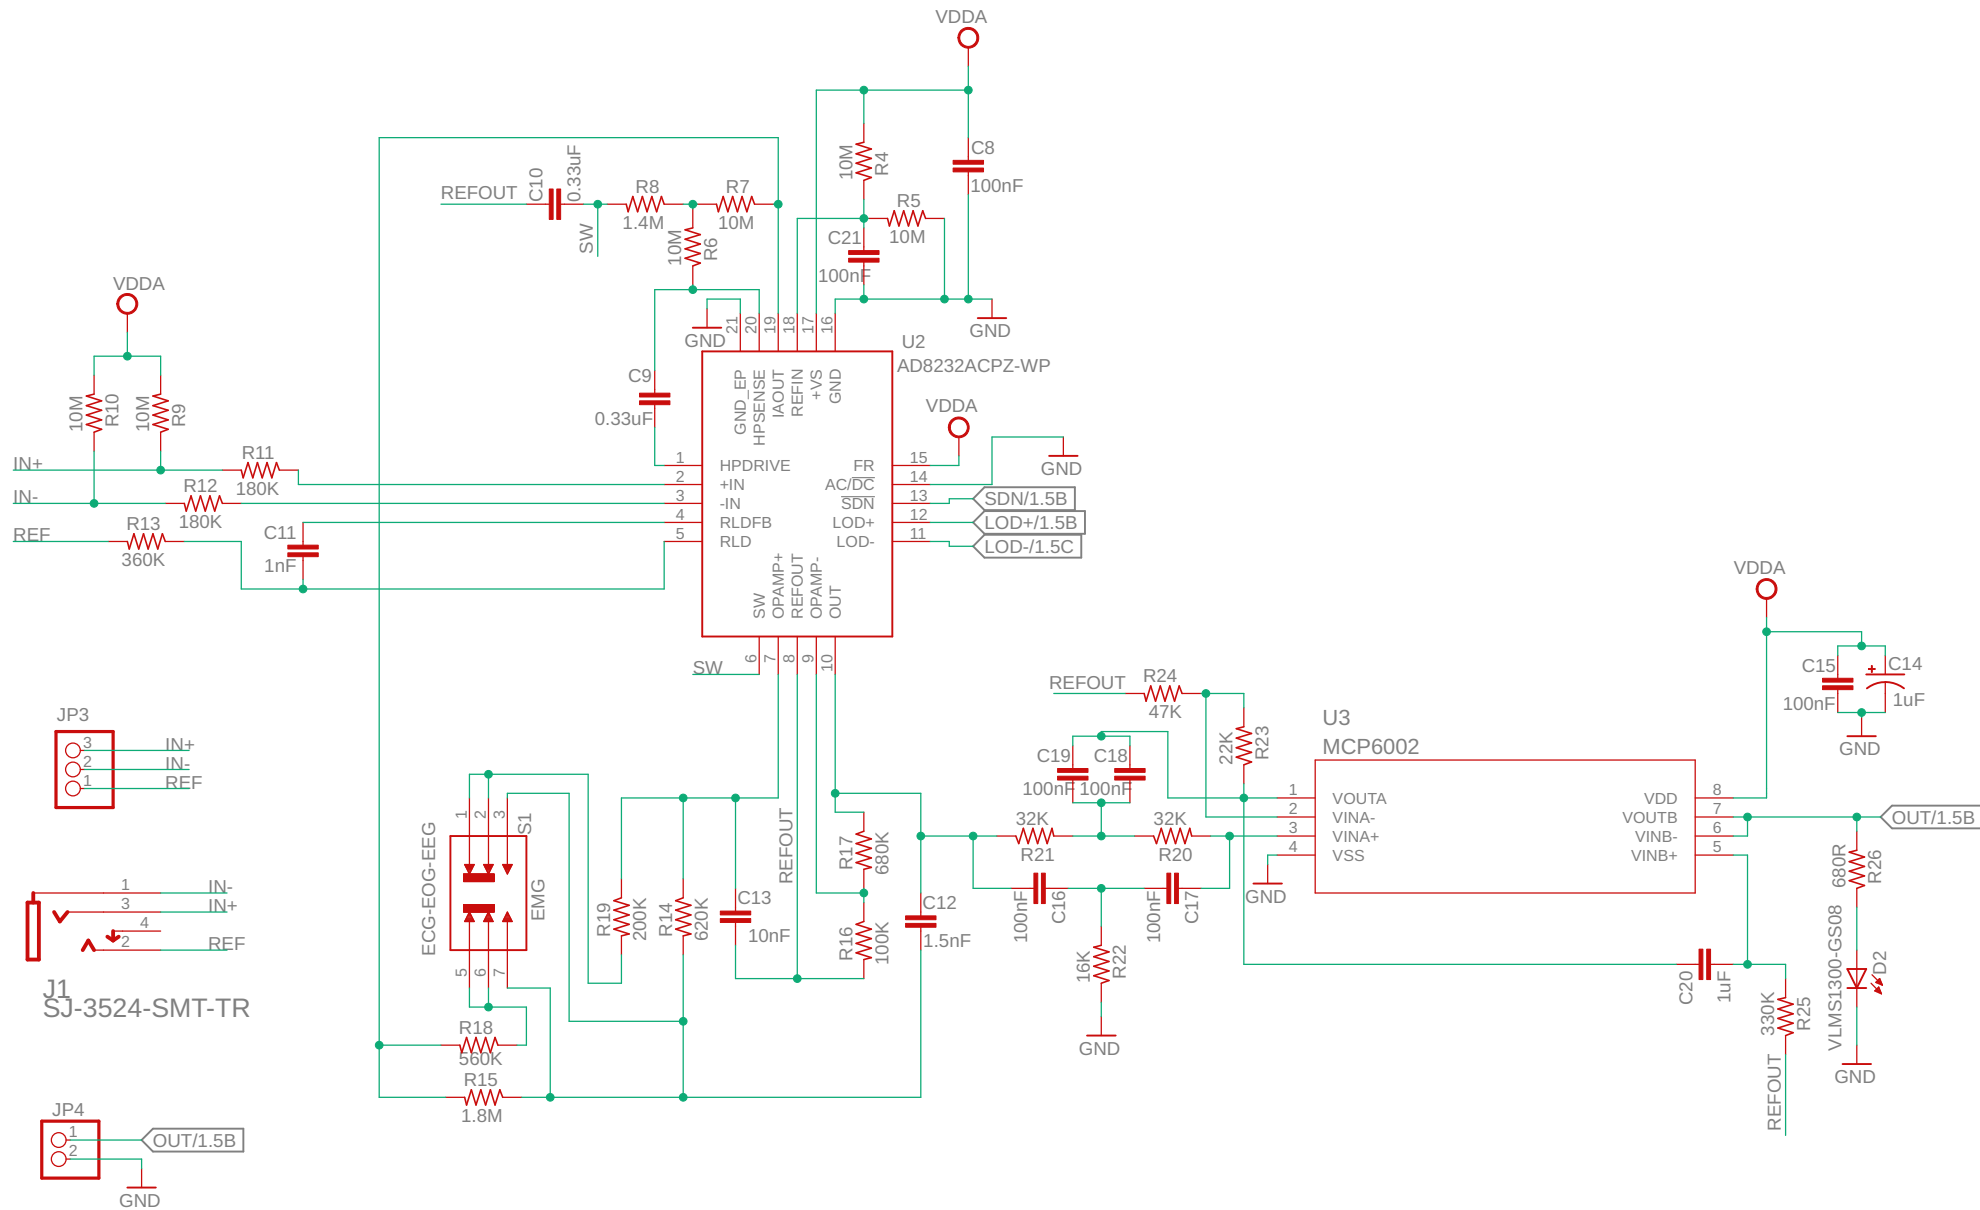 VDDA
REFOUT
C10
0.33uF
SW
R8
1.4M
R7
10M
10M
R6
10M
R4
C8
100nF
R5
10M
C21
100nF
GND
VDDA
10M
R10
10M
R9
IN+
R11
180K
IN-
R12
180K
REF
R13
360K
C11
1nF
C9
0.33uF
GND
21
20
19
18
17
16
U2
AD8232ACPZ-WP
GND_EP
HPSENSE
IAOUT
REFIN
+VS
GND
1
HPDRIVE
2
+IN
3
-IN
4
RLDFB
5
RLD
FR
15
AC/DC
14
SDN
13
LOD+
12
LOD-
11
SW
OPAMP+
REFOUT
OPAMP-
OUT
6
7
8
9
10
SW
VDDA
GND
SDN/1.5B
LOD+/1.5B
LOD-/1.5C
JP3
3
IN+
2
IN-
1
REF
1
IN-
3
IN+
4
2
REF
J1
SJ-3524-SMT-TR
JP4
1
OUT/1.5B
2
GND
ECG-EOG-EEG
1
2
3
S1
EMG
5
6
7
R18
560K
R15
1.8M
R19
200K
R14
620K
C13
10nF
REFOUT
R17
680K
R16
100K
C12
1.5nF
REFOUT
R24
47K
22K
R23
C19
100nF
C18
100nF
32K
R21
32K
R20
100nF
C16
100nF
C17
16K
R22
GND
U3
MCP6002
1
VOUTA
2
VINA-
3
VINA+
4
VSS
VDD
8
VOUTB
7
VINB-
6
VINB+
5
GND
VDDA
C15
100nF
+
C14
1uF
GND
OUT/1.5B
680R
R26
VLMS1300-GS08
D2
GND
C20
1uF
330K
R25
REFOUT